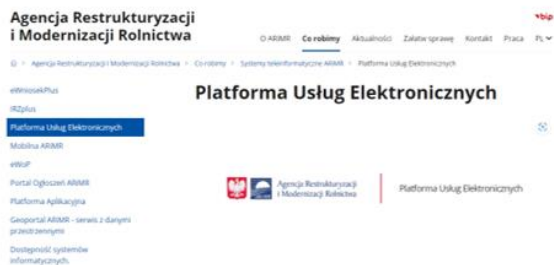 Agencja Restrukturyzacji
i Modernizacji Rolnictwa
bip
O ARiMR Co robimy Aktualności Załatw sprawę Kontakt Praca PL
Agencja Restrukturyzacji i Modernizacji Rolnictwa Co robimy Systemy teleinformatyczne ARiMR Platforma Usług Elektronicznych
eWniosekPlus
IRZplus
Platforma Usług Elektronicznych
Mobilna ARiMR
eWoP
Portal Ogłoszeń ARiMR
Platforma Aplikacyjna
Geoportal ARiMR - serwis z danymi
przestrzennymi
Dostępność systemów
informatycznych.
Platforma Usług Elektronicznych
Agencja Restrukturyzacji
i Modernizacji Rolnictwa
Platforma Usług Elektronicznych